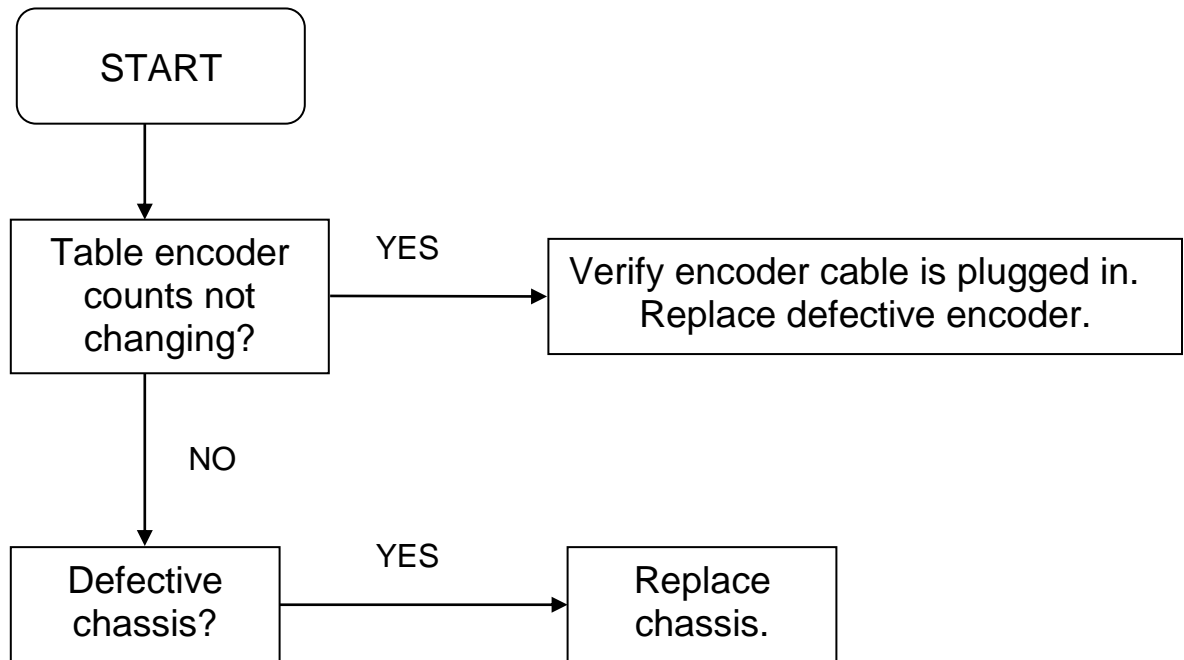 START
Table encoder
counts not
changing?
YES
Verify encoder cable is plugged in.
Replace defective encoder.
NO
Defective
chassis?
YES
Replace
chassis.